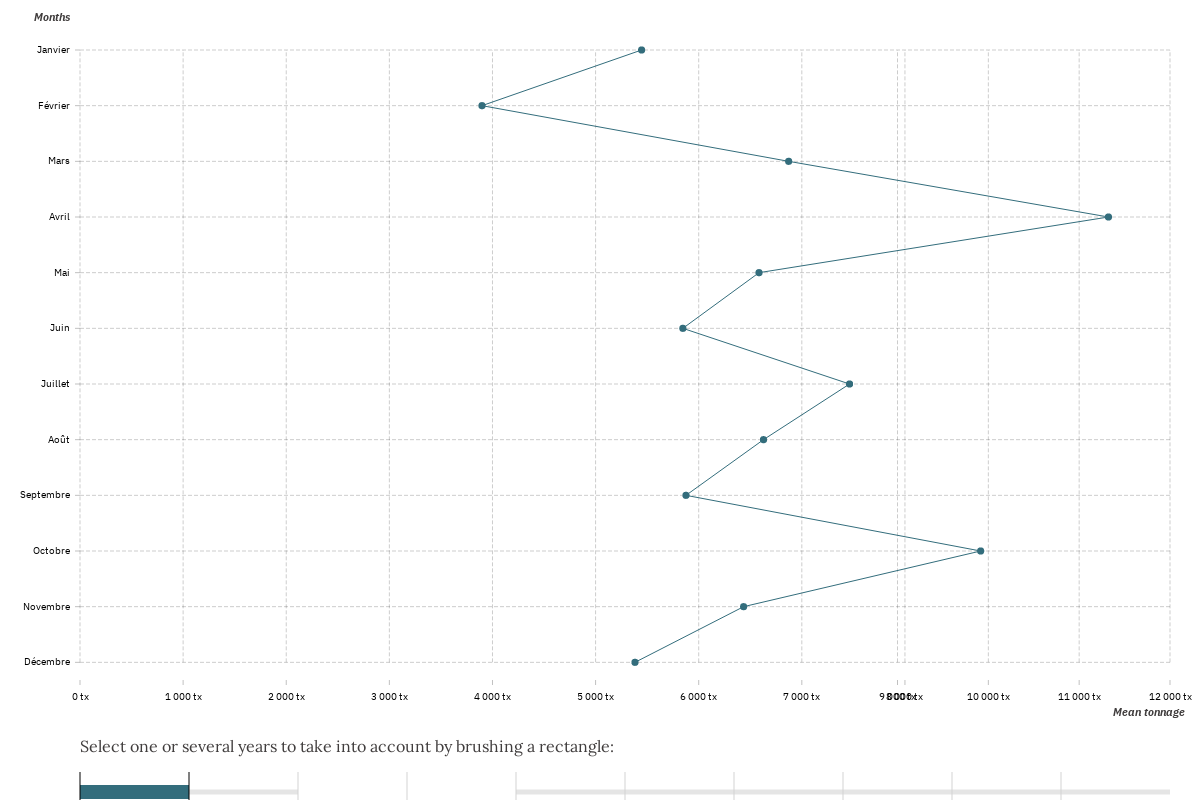 Months
Janvier
Février
Mars
Avril
Mai
Juin
Juillet
Août
Septembre
Octobre
Novembre
Décembre
0 tx 1 000 tx 2 000 tx 3 000 tx 4 000 tx 5 000 tx 6 000 tx 7 000 tx 10 000 tx 11 000 tx 12 000 tx
Mean tonnage
Select one or several years to take into account by brushing a rectangle: